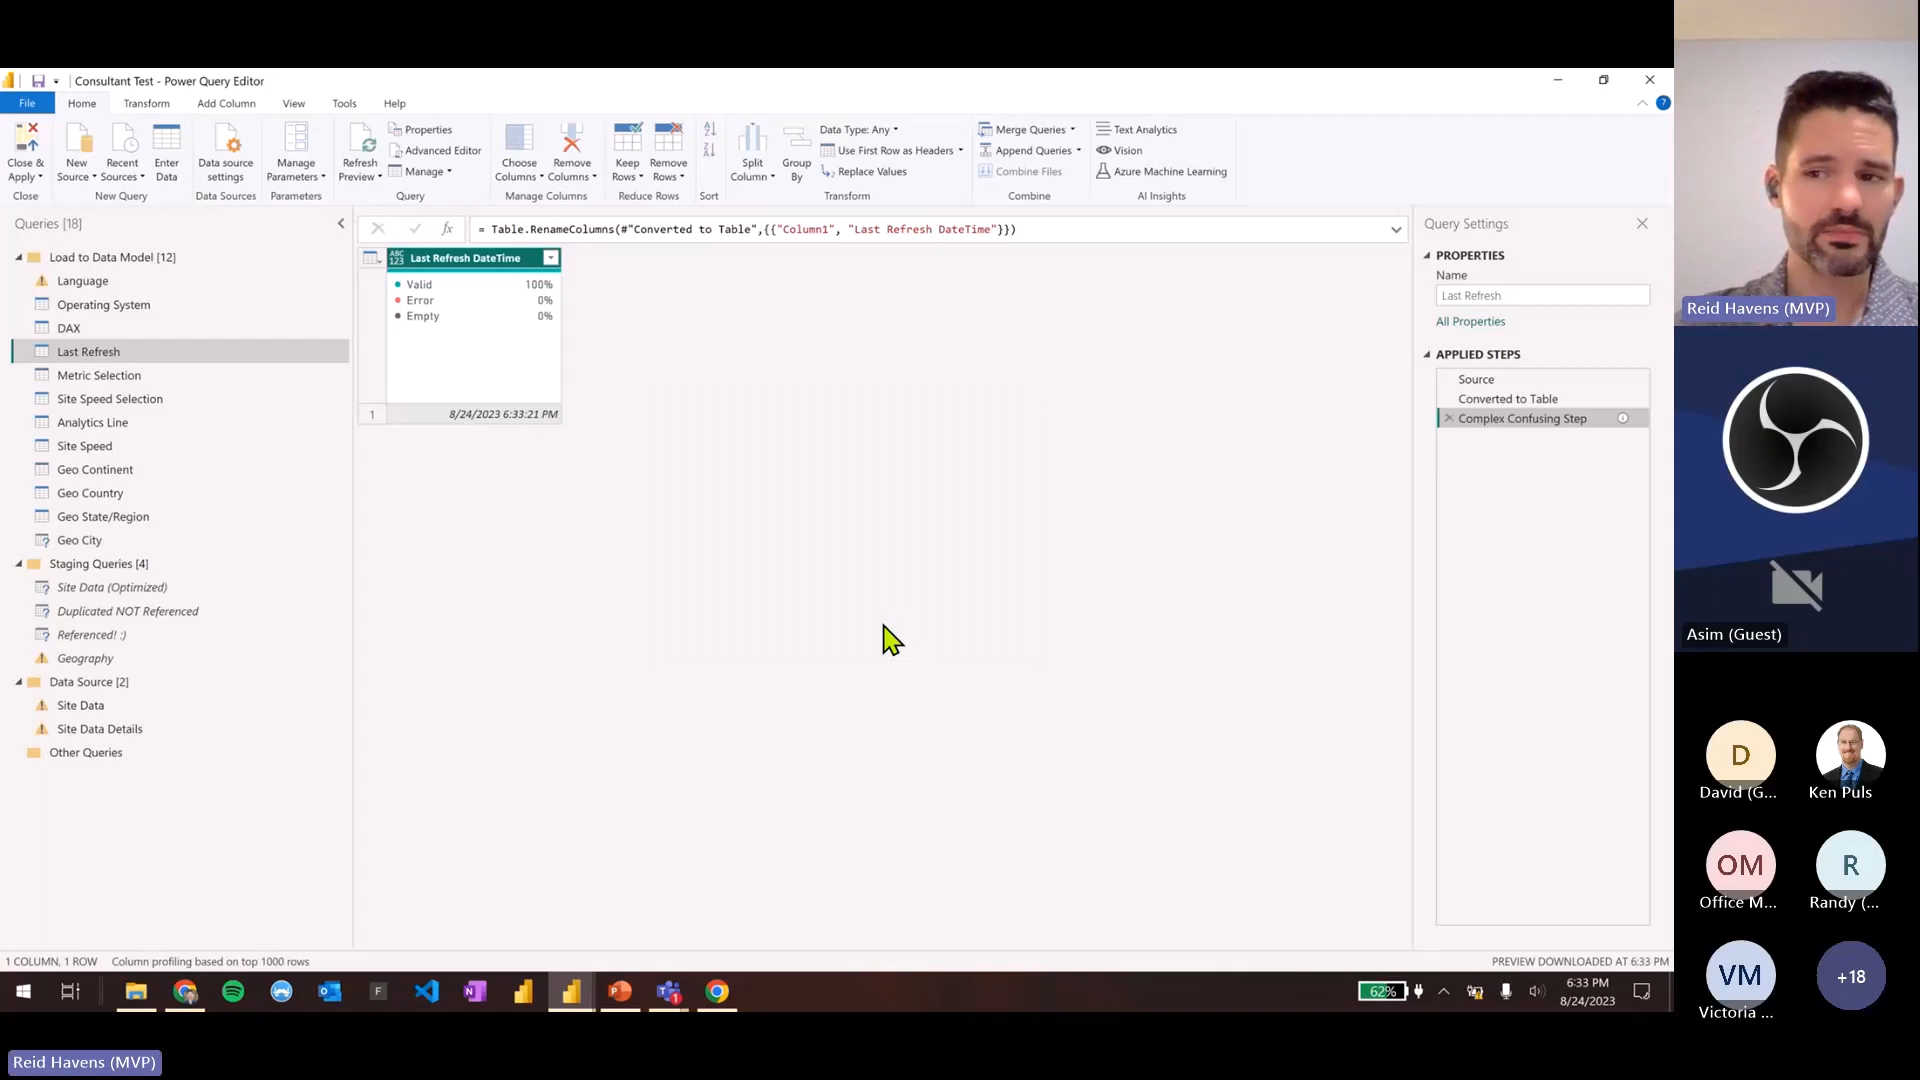 Consultant Test - Power Query Editor
File
Home
Transform
Add Column
View
Tools
Help
Close &
Apply
Close
New
Source
Recent
Sources
Enter
Data
New Query
Data source
settings
Data Sources
Manage
Parameters
Parameters
Refresh
Preview
Properties
Advanced Editor
Manage
Query
Choose
Columns
Remove
Columns
Manage Columns
Keep
Rows
Remove
Rows
Reduce Rows
Sort
Split
Column
Group
By
Data Type: Any
Use First Row as Headers
Replace Values
Transform
Merge Queries
Append Queries
Combine Files
Combine
Text Analytics
Vision
Azure Machine Learning
AI Insights
Queries [18]
Load to Data Model [12]
Language
Operating System
DAX
Last Refresh
Metric Selection
Site Speed Selection
Analytics Line
Site Speed
Geo Continent
Geo Country
Geo State/Region
Geo City
Staging Queries [4]
Site Data (Optimized)
Duplicated NOT Referenced
Referenced! :)
Geography
Data Source [2]
Site Data
Site Data Details
Other Queries
fx
= Table.RenameColumns(#"Converted to Table",{{"Column1", "Last Refresh DateTime"}})
ABC
123
Last Refresh DateTime
Valid 100%
Error 0%
Empty 0%
1 8/24/2023 6:33:21 PM
Query Settings
PROPERTIES
Name
Last Refresh
All Properties
APPLIED STEPS
Source
Converted to Table
Complex Confusing Step
1 COLUMN, 1 ROW Column profiling based on top 1000 rows
PREVIEW DOWNLOADED AT 6:33 PM
62%
6:33 PM
8/24/2023
Reid Havens (MVP)
Asim (Guest)
D
David (G...
Ken Puls
OM
Office M...
R
Randy (...
VM
Victoria ...
+18
Reid Havens (MVP)